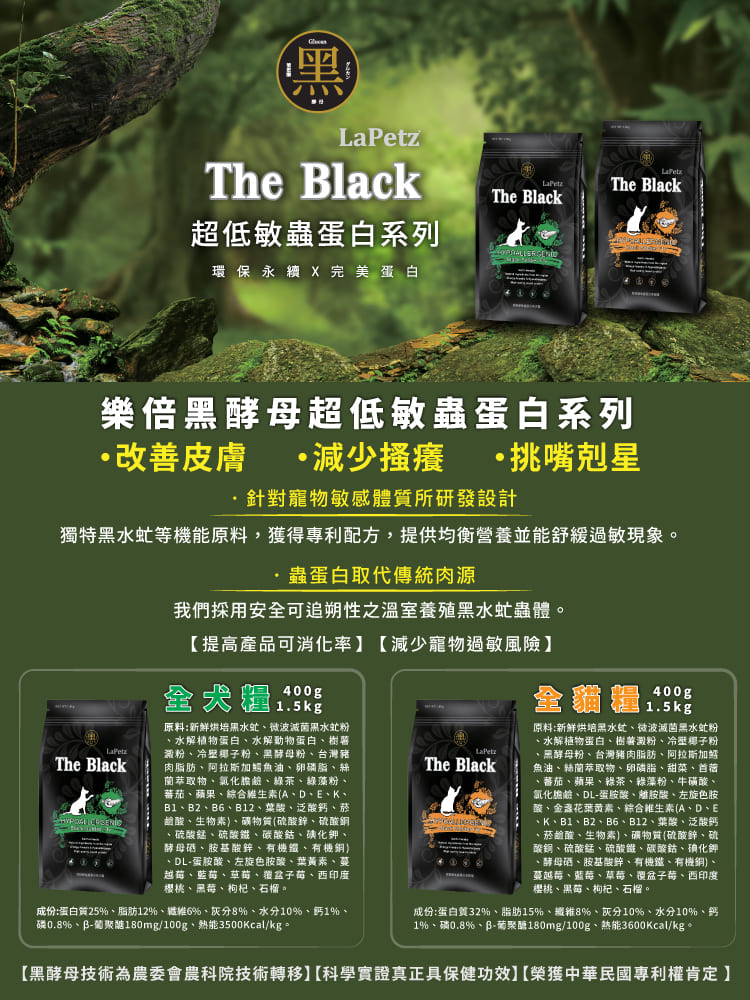 Glucan
黑
酵母
LaPetz
The Black
超低敏蟲蛋白系列
環保永續X完美蛋白
LaPetz
The Black
HYPOALLERGENIC
LaPetz
The Black
樂倍黑酵母超低敏蟲蛋白系列
•改善皮膚 •減少搔癢 •挑嘴剋星
·針對寵物敏感體質所研發設計
獨特黑水虻等機能原料，獲得專利配方，提供均衡營養並能舒緩過敏現象。
·蟲蛋白取代傳統肉源
我們採用安全可追朔性之溫室養殖黑水虻蟲體。
【提高產品可消化率】【減少寵物過敏風險】
全犬糧 400g 1.5kg
LaPetz
The Black
HYPOALLERGENIC
原料:新鮮烘培黑水虻、微波滅菌黑水虻粉
、水解植物蛋白、水解動物蛋白、樹薯
澱粉、冷壓椰子粉、黑酵母粉、台灣豬
肉脂肪、阿拉斯加鱈魚油、卵磷脂、絲
蘭萃取物、氯化膽鹼、綠茶、綠藻粉、
蕃茄、蘋果、綜合維生素(A、D、E、K、
B1、B2、B6、B12、葉酸、泛酸鈣、菸
鹼酸、生物素)、礦物質(硫酸鋅、硫酸銅
、硫酸錳、硫酸鐵、碳酸鈷、碘化鉀、
酵母硒、胺基酸鋅、有機鐵、有機銅)
、DL-蛋胺酸、左旋色胺酸、葉黃素、蔓
越莓、藍莓、草莓、覆盆子莓、西印度
櫻桃、黑莓、枸杞、石榴。
成份:蛋白質25%、脂肪12%、纖維6%、灰分8%、水分10%、鈣1%、
磷0.8%、β-葡聚醣180mg/100g、熱能3500Kcal/kg。
全貓糧 400g 1.5kg
LaPetz
The Black
HYPOALLERGENIC
原料:新鮮烘培黑水虻、微波滅菌黑水虻粉
、水解植物蛋白、樹薯澱粉、冷壓椰子粉
、黑酵母粉、台灣豬肉脂肪、阿拉斯加鱈
魚油、絲蘭萃取物、卵磷脂、甜菜、苜蓿
、蕃茄、蘋果、綠茶、綠藻粉、牛磺酸、
氯化膽鹼、DL-蛋胺酸、離胺酸、左旋色胺
酸、金盞花葉黃素、綜合維生素(A、D、E
、K、B1、B2、B6、B12、葉酸、泛酸鈣
、菸鹼酸、生物素)、礦物質(硫酸鋅、硫
酸銅、硫酸錳、硫酸鐵、碳酸鈷、碘化鉀
、酵母硒、胺基酸鋅、有機鐵、有機銅)、
蔓越莓、藍莓、草莓、覆盆子莓、西印度
櫻桃、黑莓、枸杞、石榴。
成份:蛋白質32%、脂肪15%、纖維8%、灰分10%、水分10%、鈣
1%、磷0.8%、β-葡聚醣180mg/100g、熱能3600Kcal/kg。
【黑酵母技術為農委會農科院技術轉移】【科學實證真正具保健功效】【榮獲中華民國專利權肯定 】